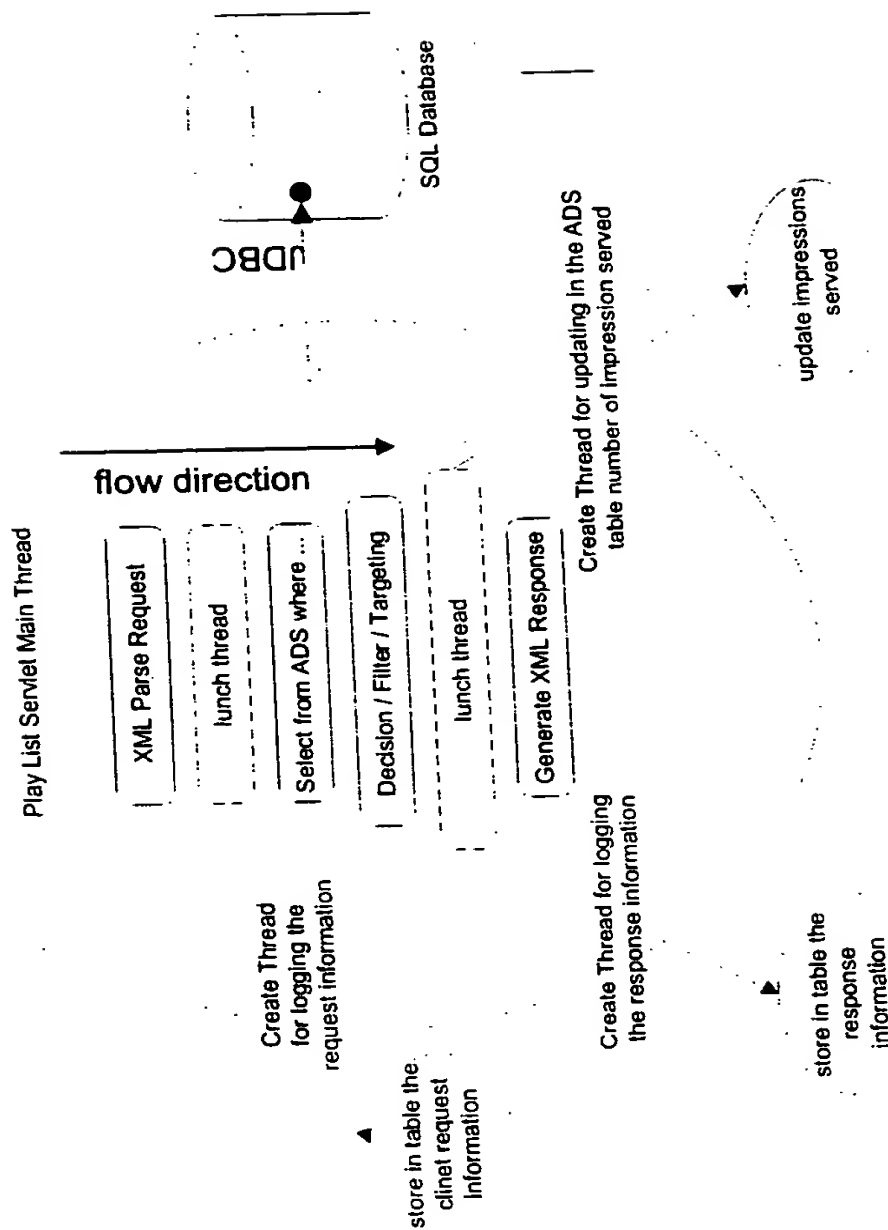 Play List Servlet Main Thread
XML Parse Request
lunch thread
Select from ADS where ...
Decision / Filter / Targeting
lunch thread
Generate XML Response
flow direction
JDBC
SQL Database
Create Thread
for logging the
request information
store in table the
clinet request
Information
Create Thread for logging
the response information
store in table the
response
information
Create Thread for updating in the ADS
table number of impression served
update impressions
served